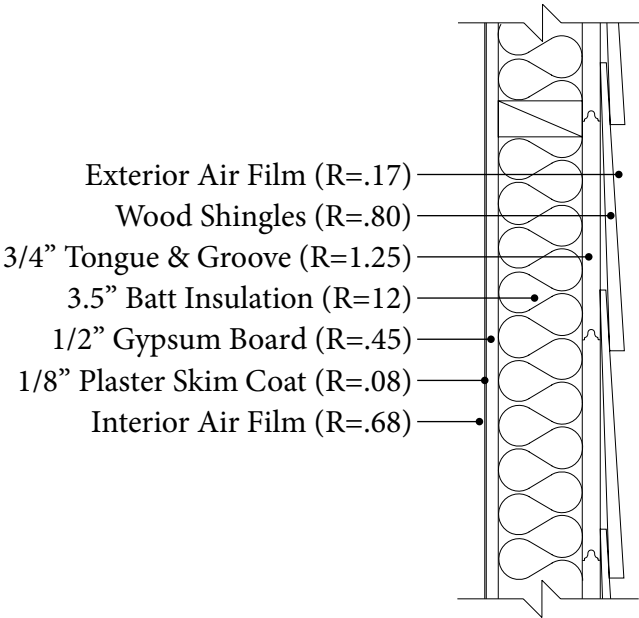 Exterior Air Film (R=.17)
Wood Shingles (R=.80)
3/4” Tongue & Groove (R=1.25)
3.5” Batt Insulation (R=12)
1/2” Gypsum Board (R=.45)
1/8” Plaster Skim Coat (R=.08)
Interior Air Film (R=.68)